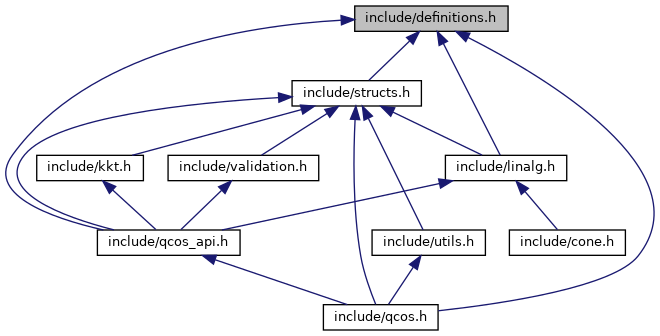 include/definitions.h
include/structs.h
include/kkt.h
include/validation.h
include/linalg.h
include/qcos_api.h
include/utils.h
include/cone.h
include/qcos.h